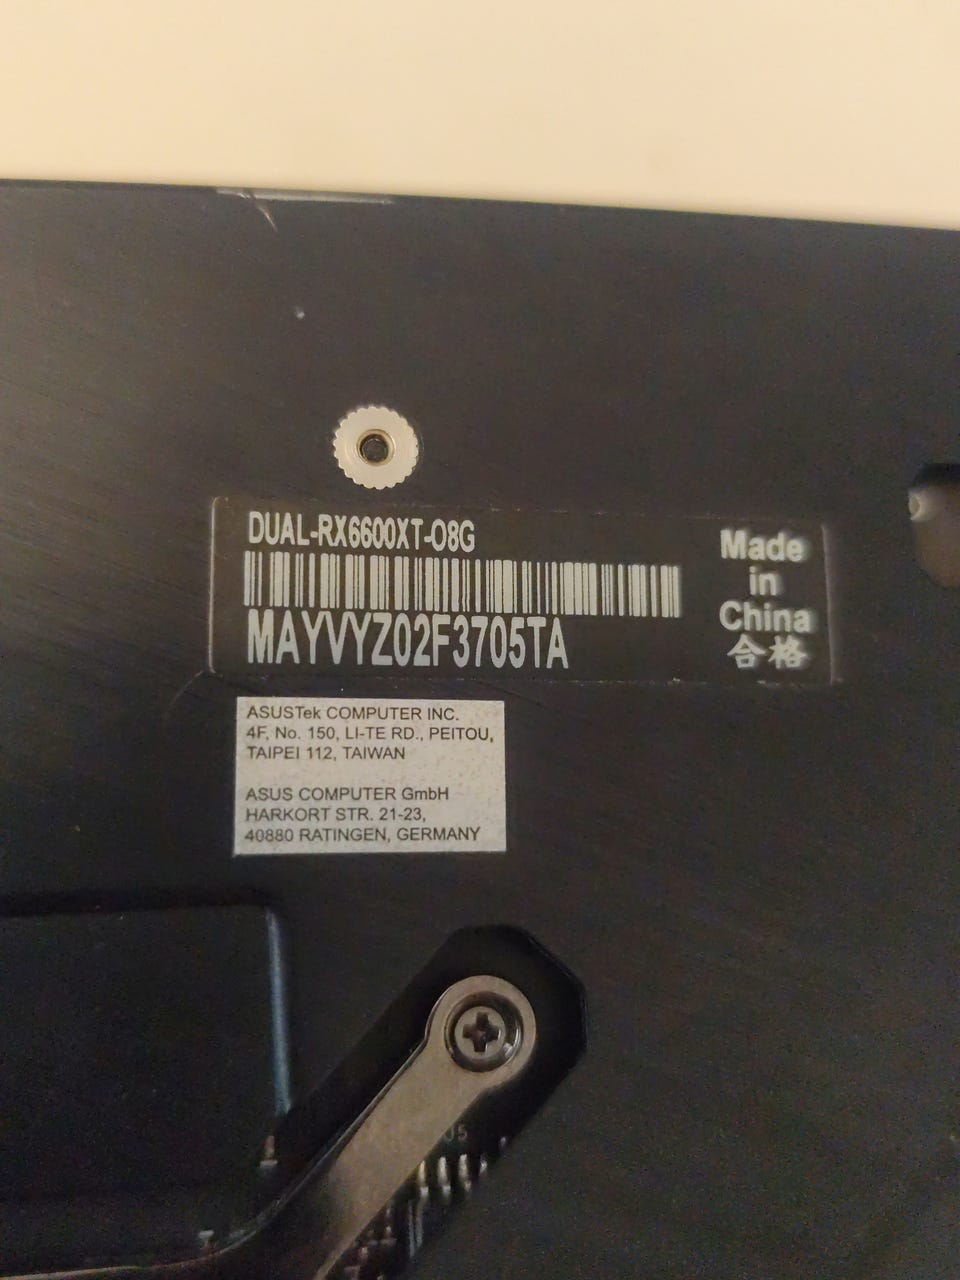 DUAL-RX6600XT-O8G
MAYVYZ02F3705TA
Made
in
China
合格
ASUSTek COMPUTER INC.
4F, No. 150, LI-TE RD., PEITOU,
TAIPEI 112, TAIWAN
ASUS COMPUTER GmbH
HARKORT STR. 21-23,
40880 RATINGEN, GERMANY